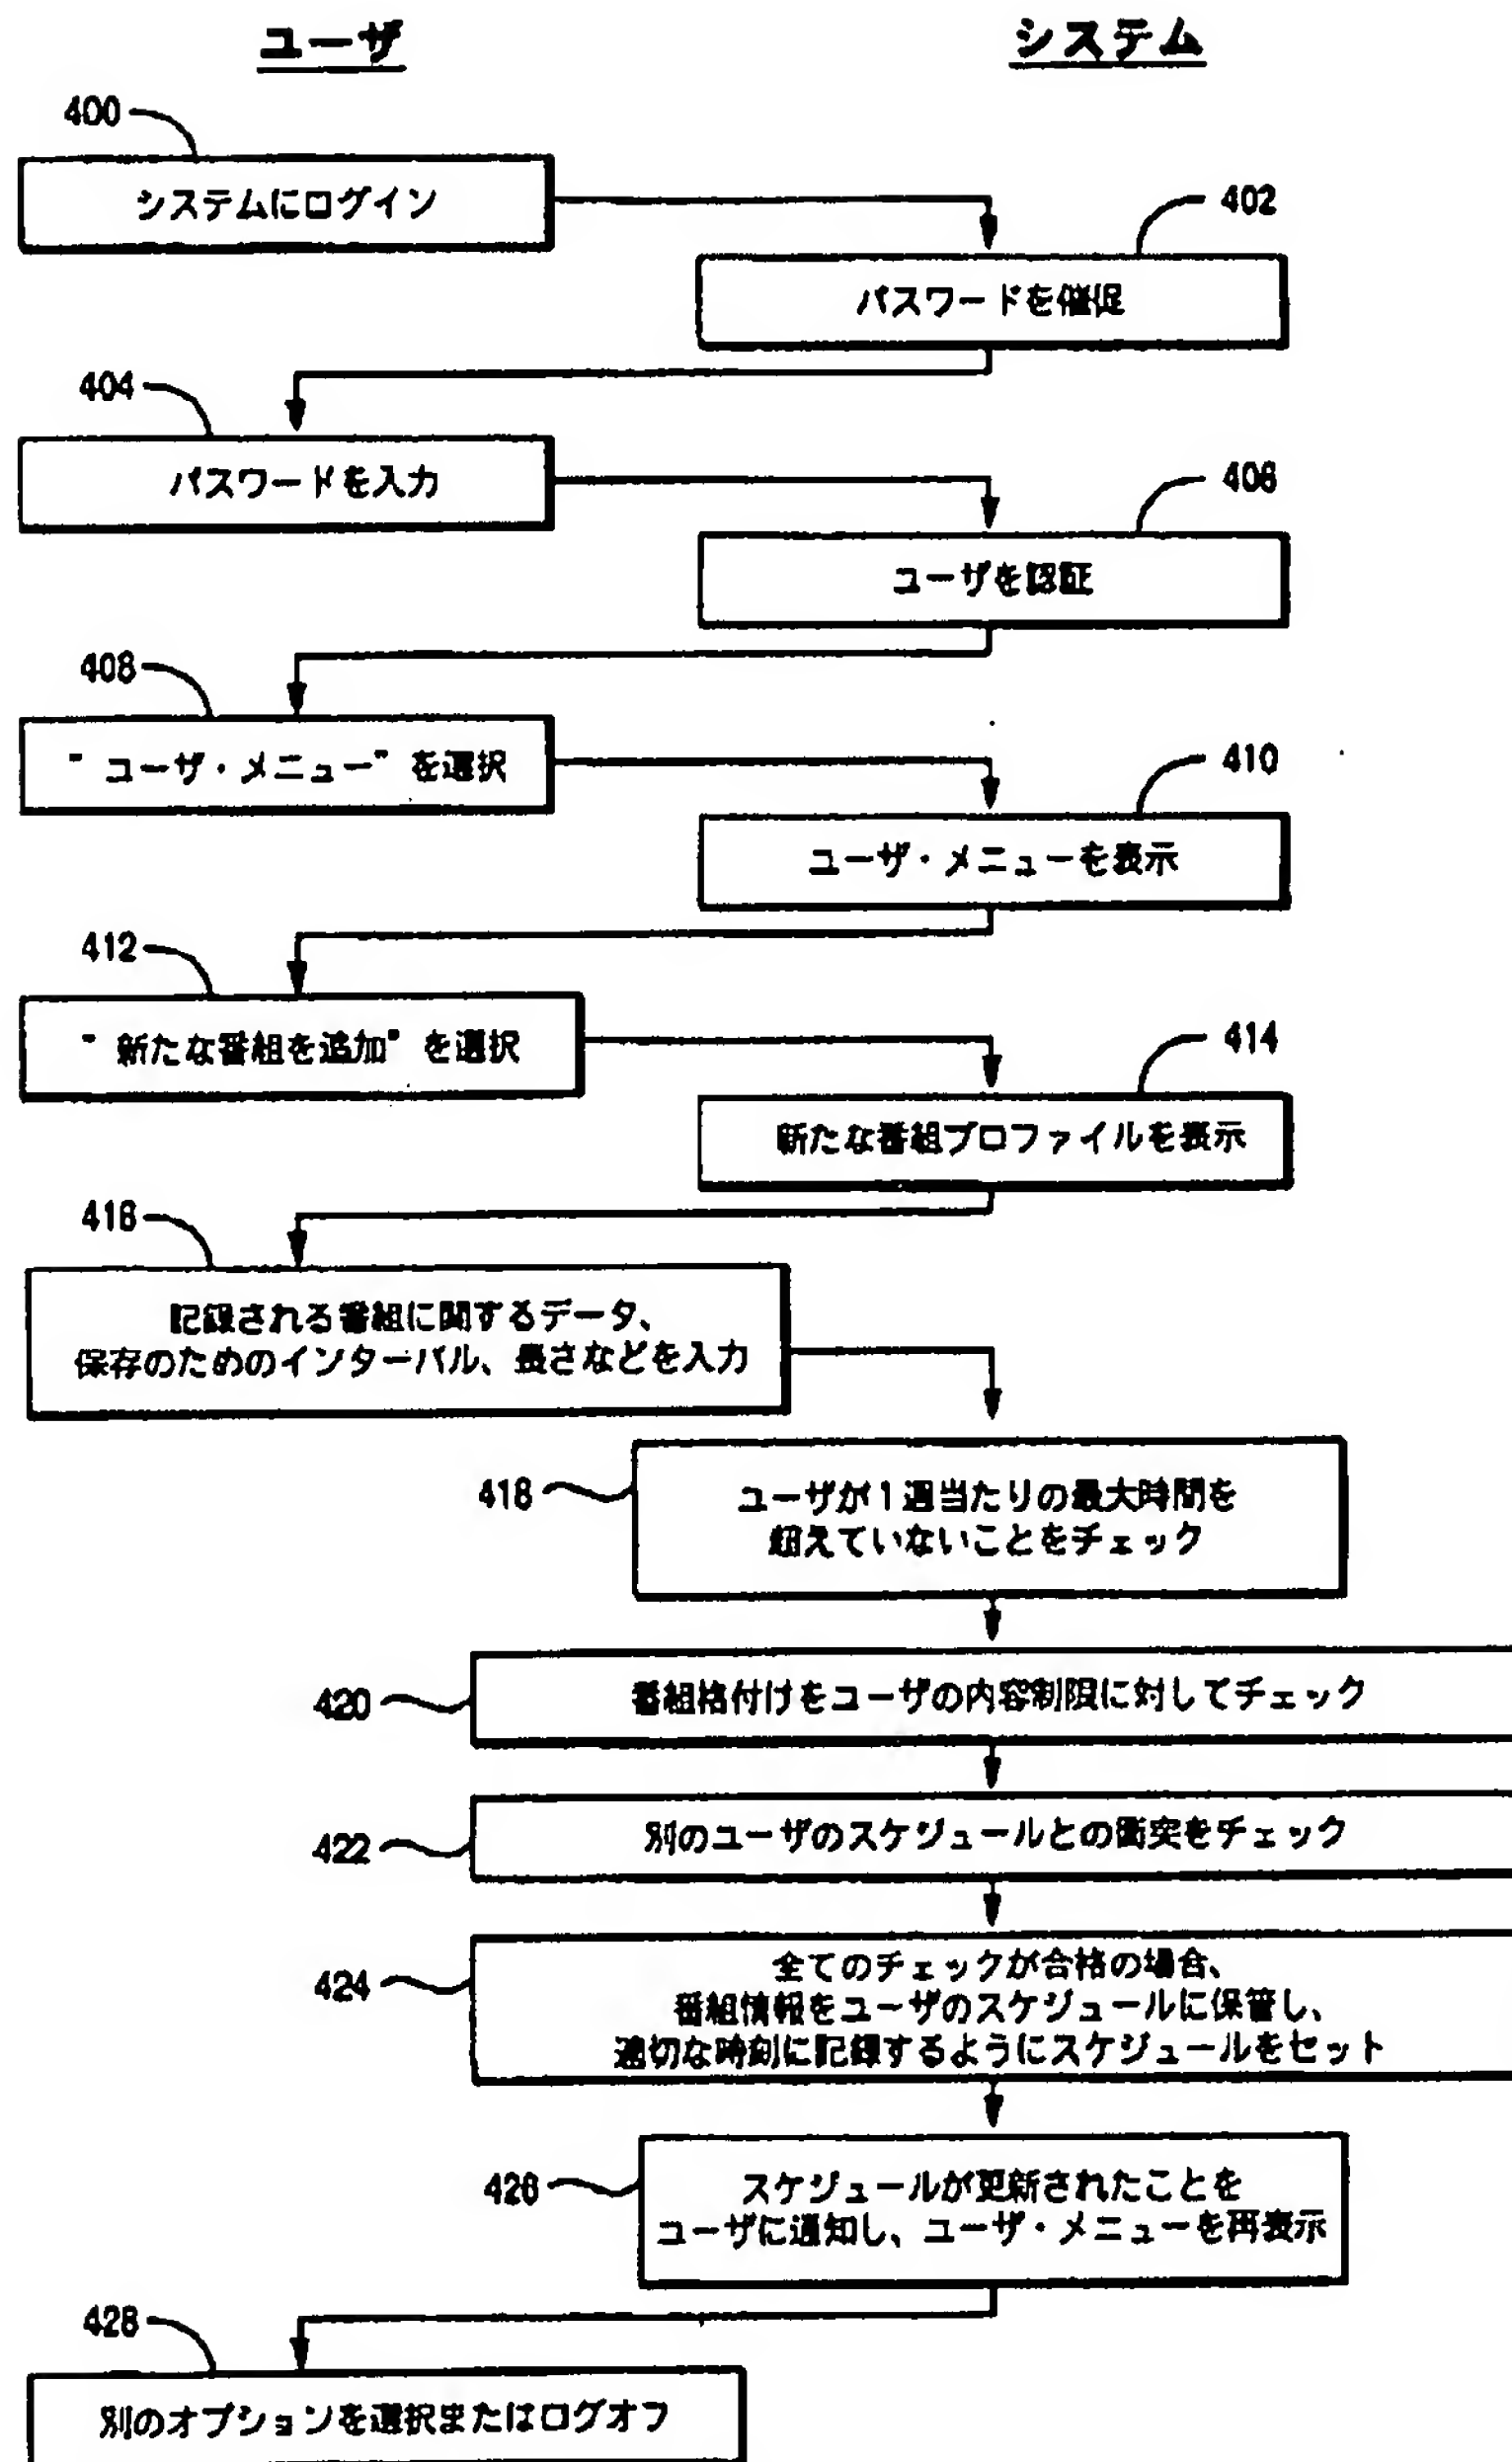 ユーザ
システム
400
システムにログイン
402
パスワードを催促
404
パスワードを入力
406
ユーザを認証
408
" ユーザ・メニュー" を選択
410
ユーザ・メニューを表示
412
" 新たな番組を追加" を選択
414
新たな番組プロファイルを表示
416
記録される番組に関するデータ、
保存のためのインターバル、長さなどを入力
418
ユーザが1週当たりの最大時間を
超えていないことをチェック
420
番組格付けをユーザの内容制限に対してチェック
422
別のユーザのスケジュールとの衝突をチェック
424
全てのチェックが合格の場合、
番組情報をユーザのスケジュールに保管し、
適切な時刻に記録するようにスケジュールをセット
426
スケジュールが更新されたことを
ユーザに通知し、ユーザ・メニューを再表示
428
別のオプションを選択またはログオフ